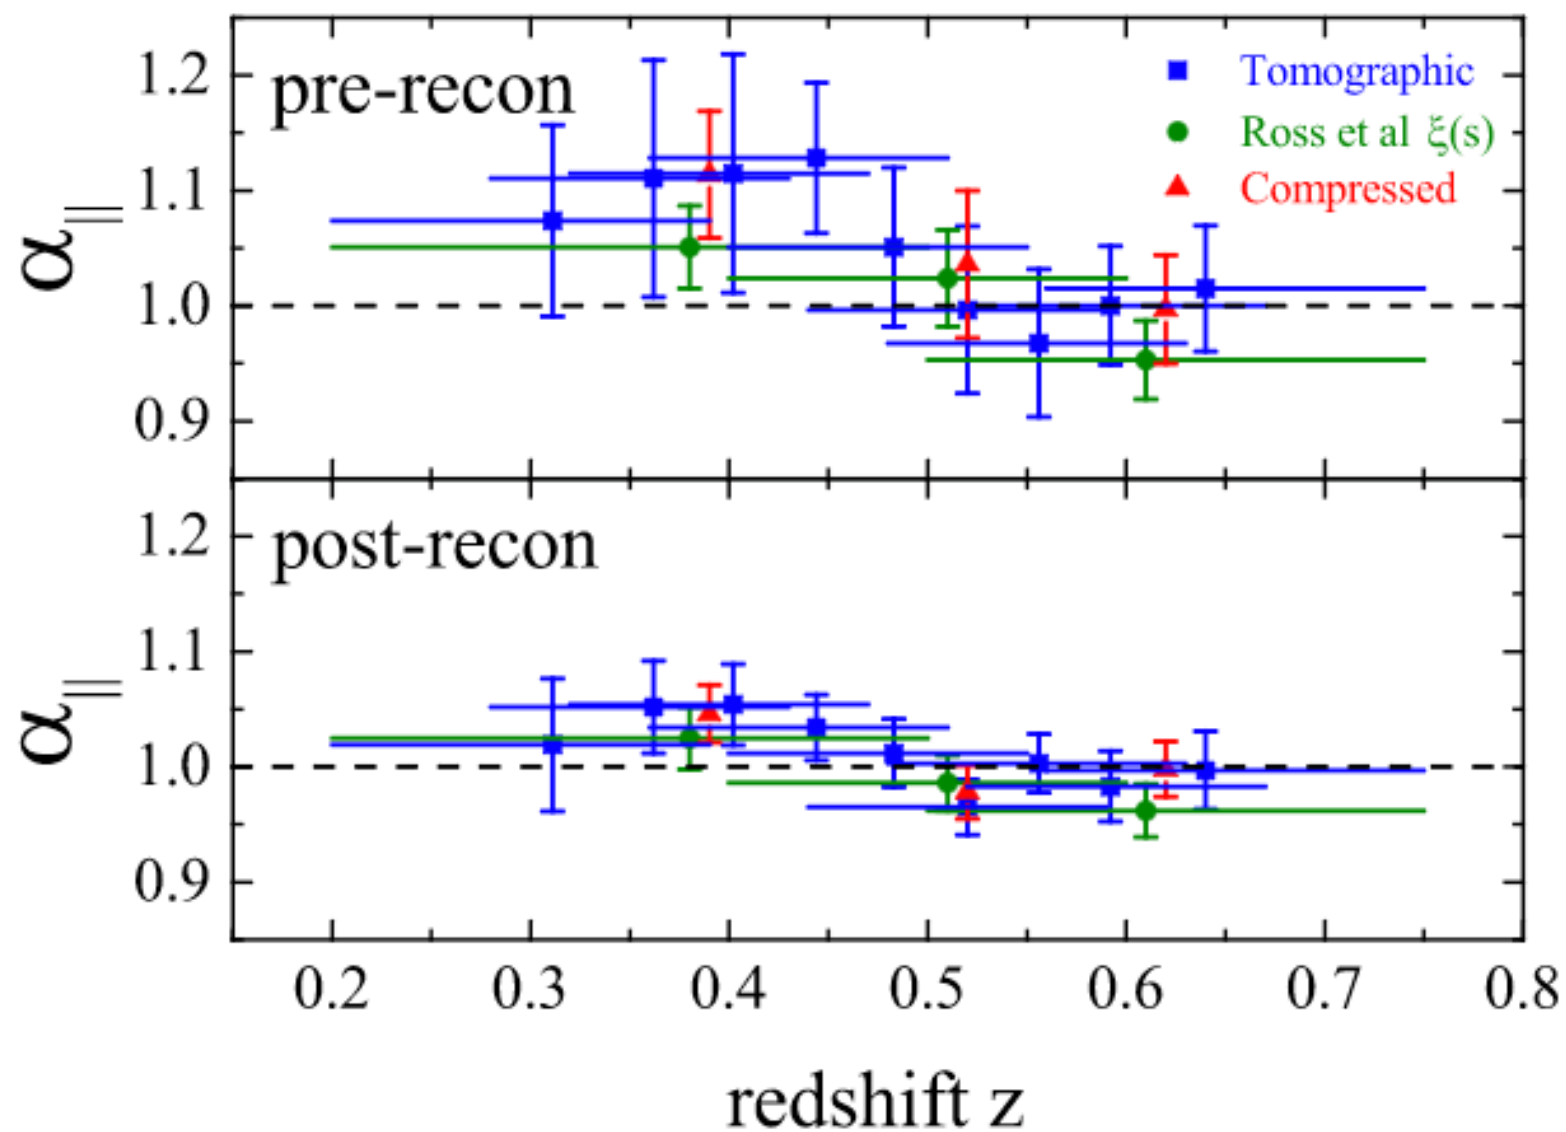 pre-recon
Tomographic
Ross et al ξ(s)
Compressed
α||
1.2
1.1
1.0
0.9
post-recon
α||
1.2
1.1
1.0
0.9
0.2 0.3 0.4 0.5 0.6 0.7 0.8
redshift z